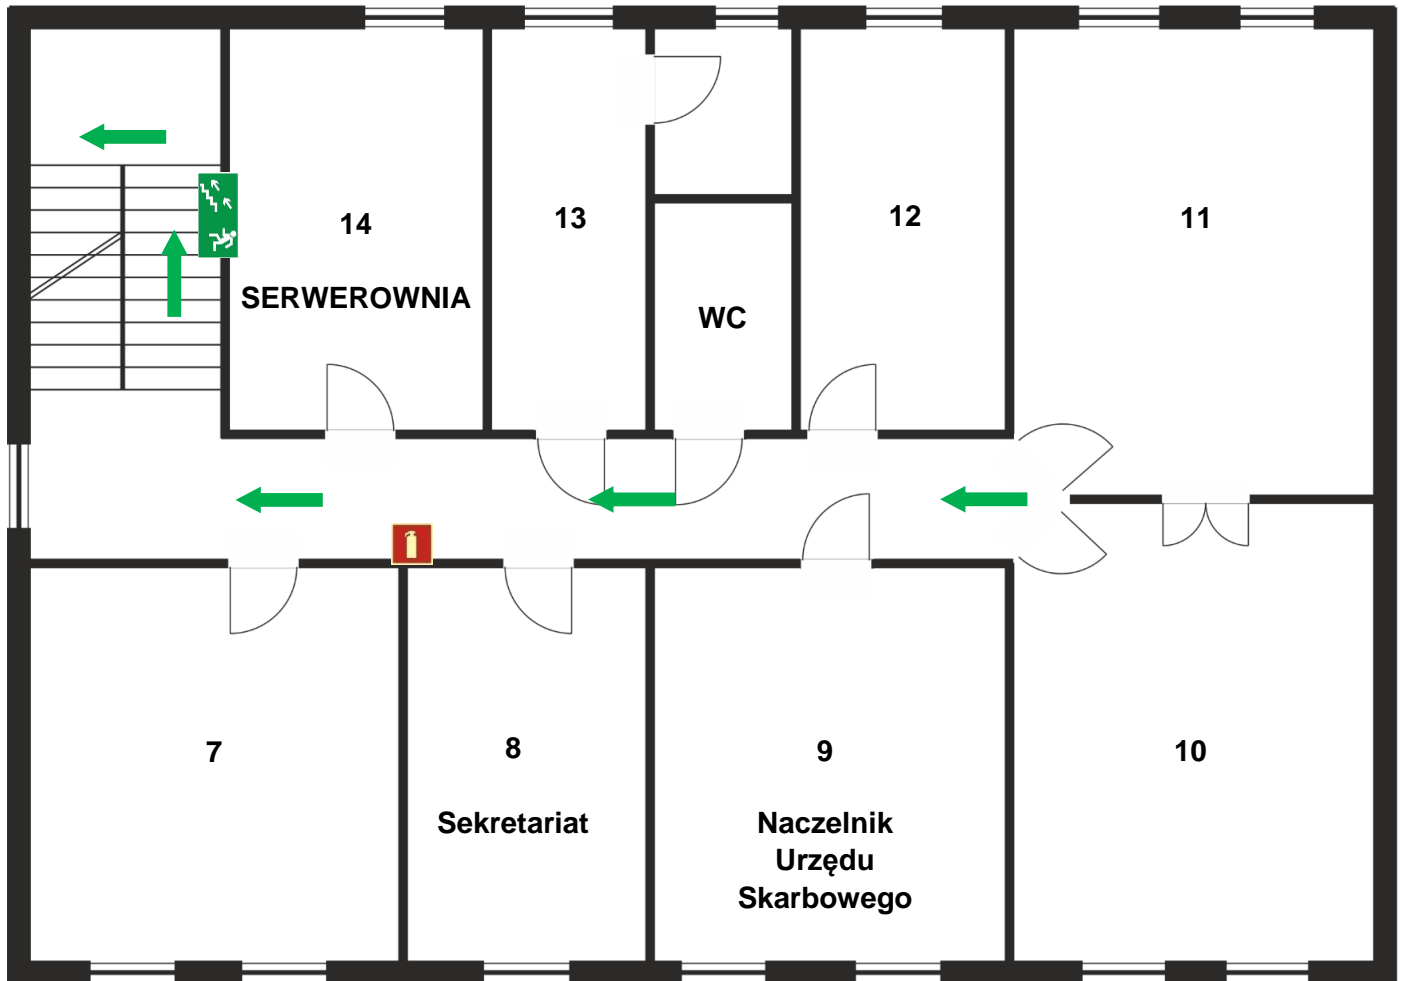 14
SERWEROWNIA
13
WC
12
11
7
8
Sekretariat
9
Naczelnik
Urzędu
Skarbowego
10